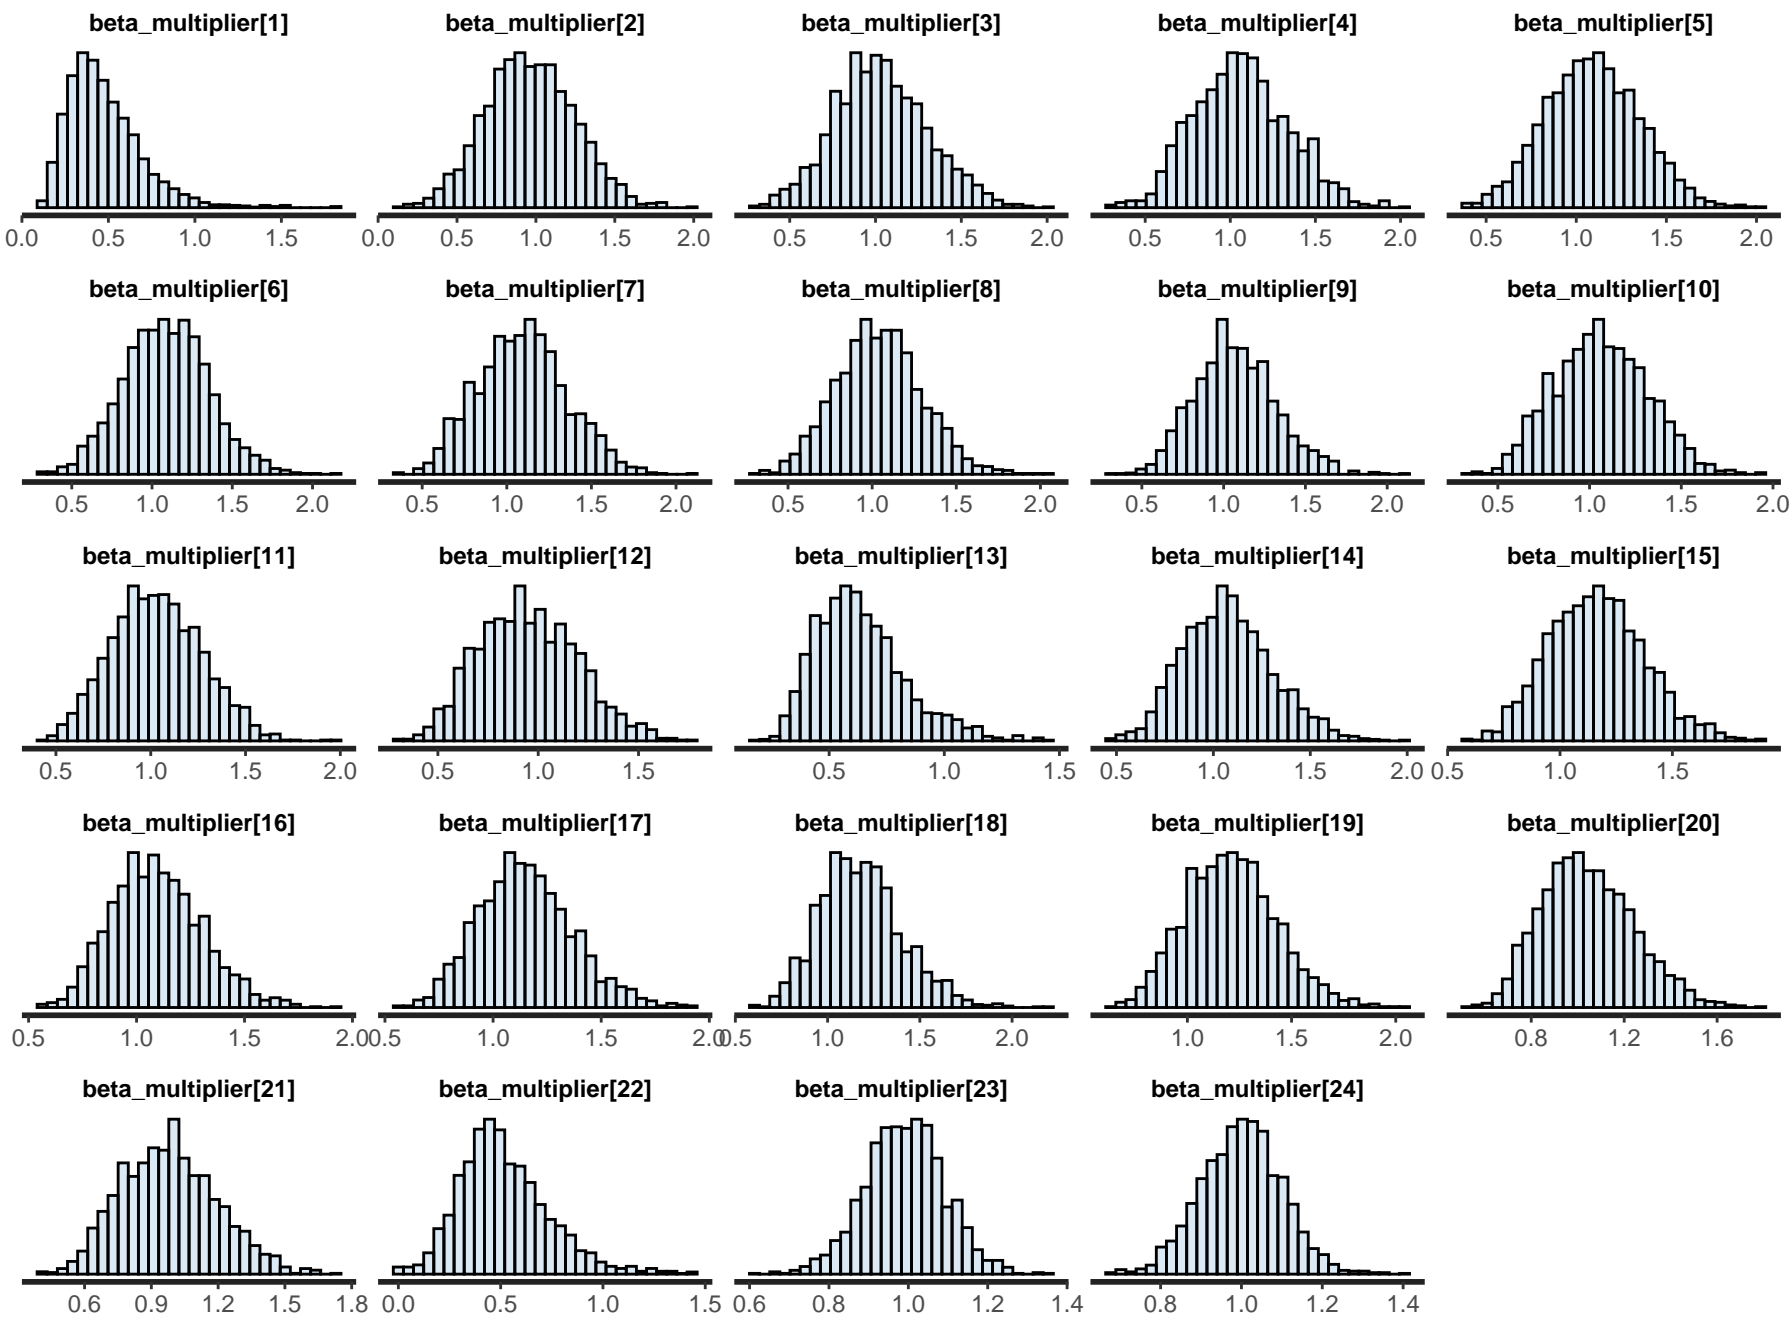 beta_multiplier[1] beta_multiplier[2] beta_multiplier[3] beta_multiplier[4] beta_multiplier[5]
0.0 0.5 1.0 1.5 0.0 0.5 1.0 1.5 2.0 0.5 1.0 1.5 2.0 0.5 1.0 1.5 2.0 0.5 1.0 1.5 2.0
beta_multiplier[6] beta_multiplier[7] beta_multiplier[8] beta_multiplier[9] beta_multiplier[10]
0.5 1.0 1.5 2.0 0.5 1.0 1.5 2.0 0.5 1.0 1.5 2.0 0.5 1.0 1.5 2.0 0.5 1.0 1.5 2.0
beta_multiplier[11] beta_multiplier[12] beta_multiplier[13] beta_multiplier[14] beta_multiplier[15]
0.5 1.0 1.5 2.0 0.5 1.0 1.5 0.5 1.0 1.5 0.5 1.0 1.5 2.0 0.5 1.0 1.5
beta_multiplier[16] beta_multiplier[17] beta_multiplier[18] beta_multiplier[19] beta_multiplier[20]
0.5 1.0 1.5 2.0 0.5 1.0 1.5 2.0 0.5 1.0 1.5 2.0 1.0 1.5 2.0 0.8 1.2 1.6
beta_multiplier[21] beta_multiplier[22] beta_multiplier[23] beta_multiplier[24]
0.6 0.9 1.2 1.5 1.8 0.0 0.5 1.0 1.5 0.6 0.8 1.0 1.2 1.4 0.8 1.0 1.2 1.4